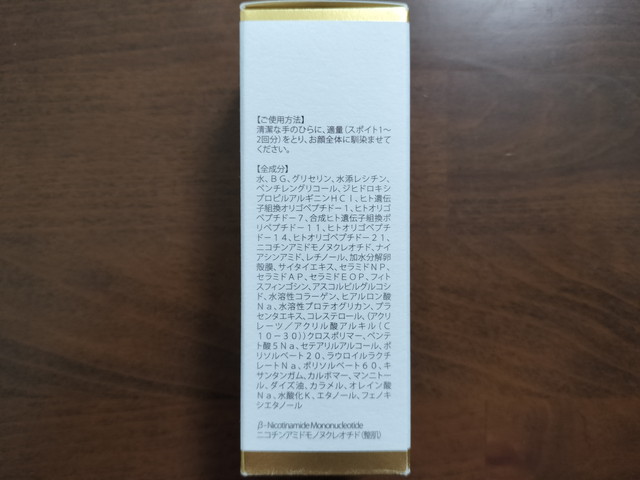 【ご使用方法】
清潔な手のひらに、適量（スポイト1～
2回分）をとり、お顔全体に馴染ませて
ください。
【全成分】
水、ＢＧ、グリセリン、水添レシチン、
ペンチレングリコール、ジヒドロキシ
プロピルアルギニンＨＣｌ、ヒト遺伝
子組換オリゴペプチド－１、ヒトオリゴ
ペプチド－７、合成ヒト遺伝子組換ポ
リペプチド－１１、ヒトオリゴペプチ
ド－１４、ヒトオリゴペプチド－２１、
ニコチンアミドモノヌクレオチド、ナイ
アシンアミド、レチノール、加水分解卵
殻膜、サイタイエキス、セラミドＮＰ、
セラミドＡＰ、セラミドＥＯＰ、フィト
スフィンゴシン、アスコルビルグルコシ
ド、水溶性コラーゲン、ヒアルロン酸
Ｎａ、水溶性プロテオグリカン、プラ
センタエキス、コレステロール、（アクリ
レーツ／アクリル酸アルキル（Ｃ
１０－３０））クロスポリマー、ペンテ
ト酸５Ｎａ、セテアリルアルコール、ポ
リソルベート２０、ラウロイルラクチ
レートＮａ、ポリソルベート６０、キ
サンタンガム、カルボマー、マンニトー
ル、ダイズ油、カラメル、オレイン酸
Ｎａ、水酸化Ｋ、エタノール、フェノキ
シエタノール
β-Nicotinamide Mononucleotide
ニコチンアミドモノヌクレオチド（整肌）